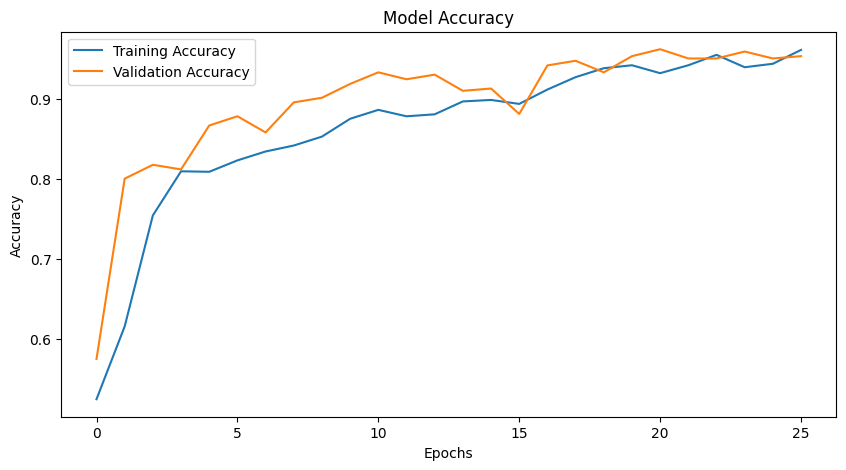 Model Accuracy
Training Accuracy
Validation Accuracy
Accuracy
0.9
0.8
0.7
0.6
0 5 10 15 20 25
Epochs